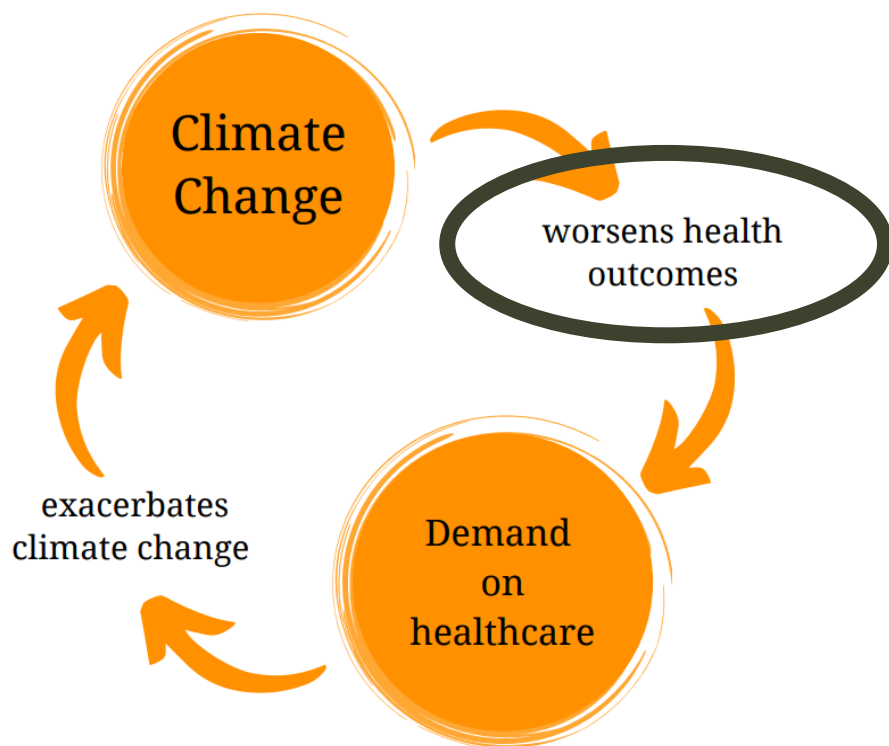 Climate
Change
worsens health
outcomes
Demand
on
healthcare
exacerbates
climate change